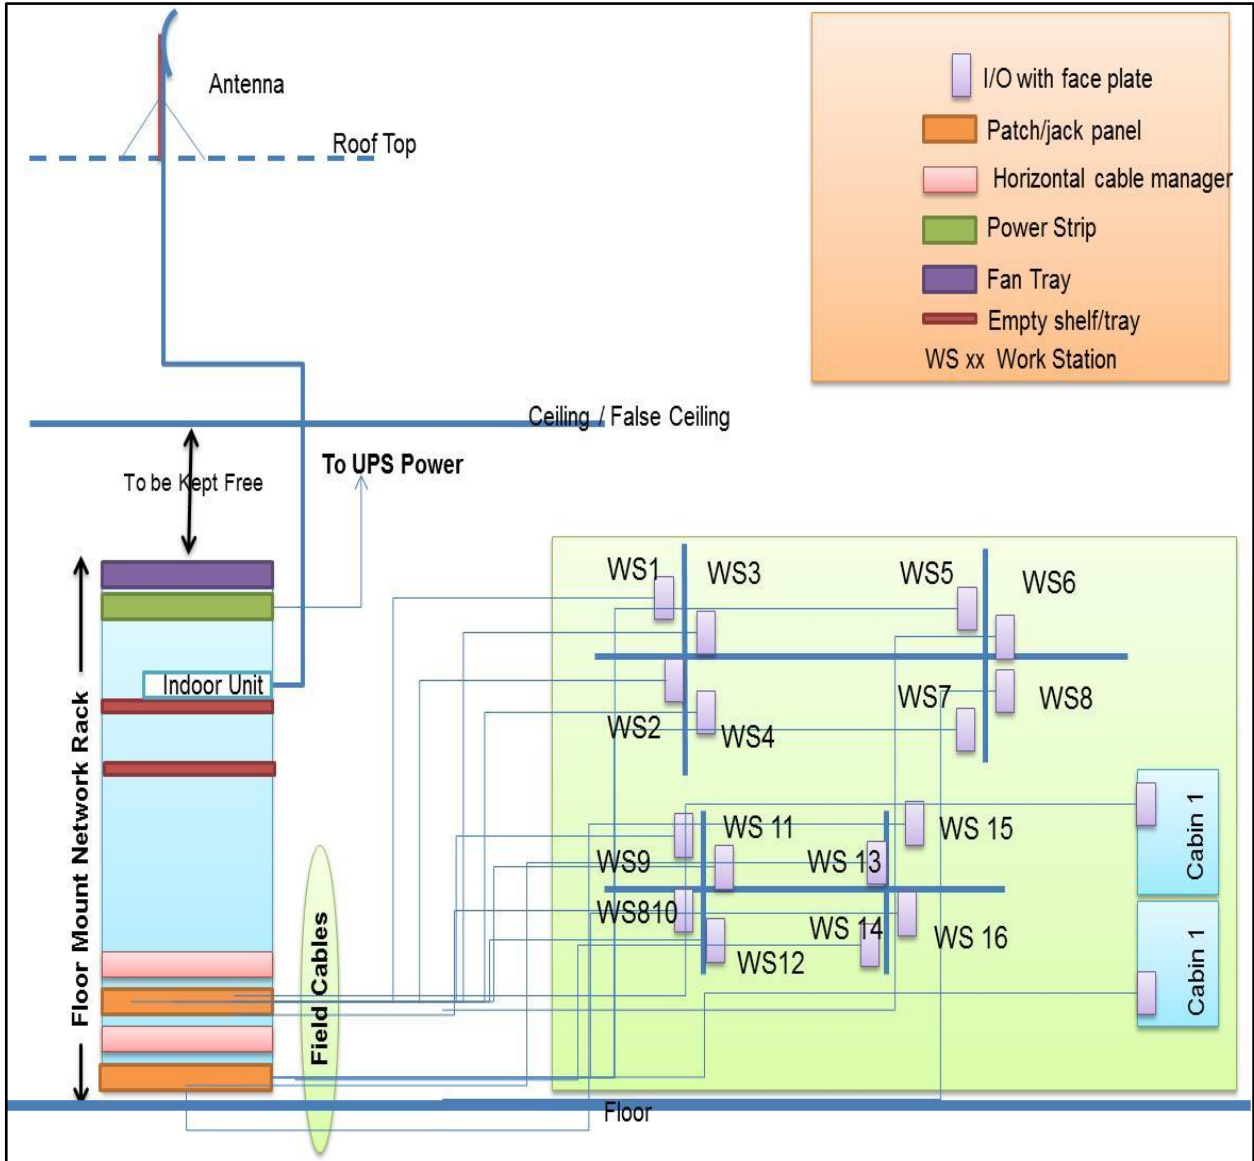 Antenna
Roof Top
I/O with face plate
Patch/jack panel
Horizontal cable manager
Power Strip
Fan Tray
Empty shelf/tray
WS xx  Work Station
Ceiling / False Ceiling
To be Kept Free
To UPS Power
Floor Mount Network Rack
Indoor Unit
Field Cables
WS1
WS3
WS5
WS6
WS2
WS4
WS7
WS8
WS9
WS 11
WS 13
WS 15
WS810
WS12
WS 14
WS 16
Cabin 1
Cabin 1
Floor